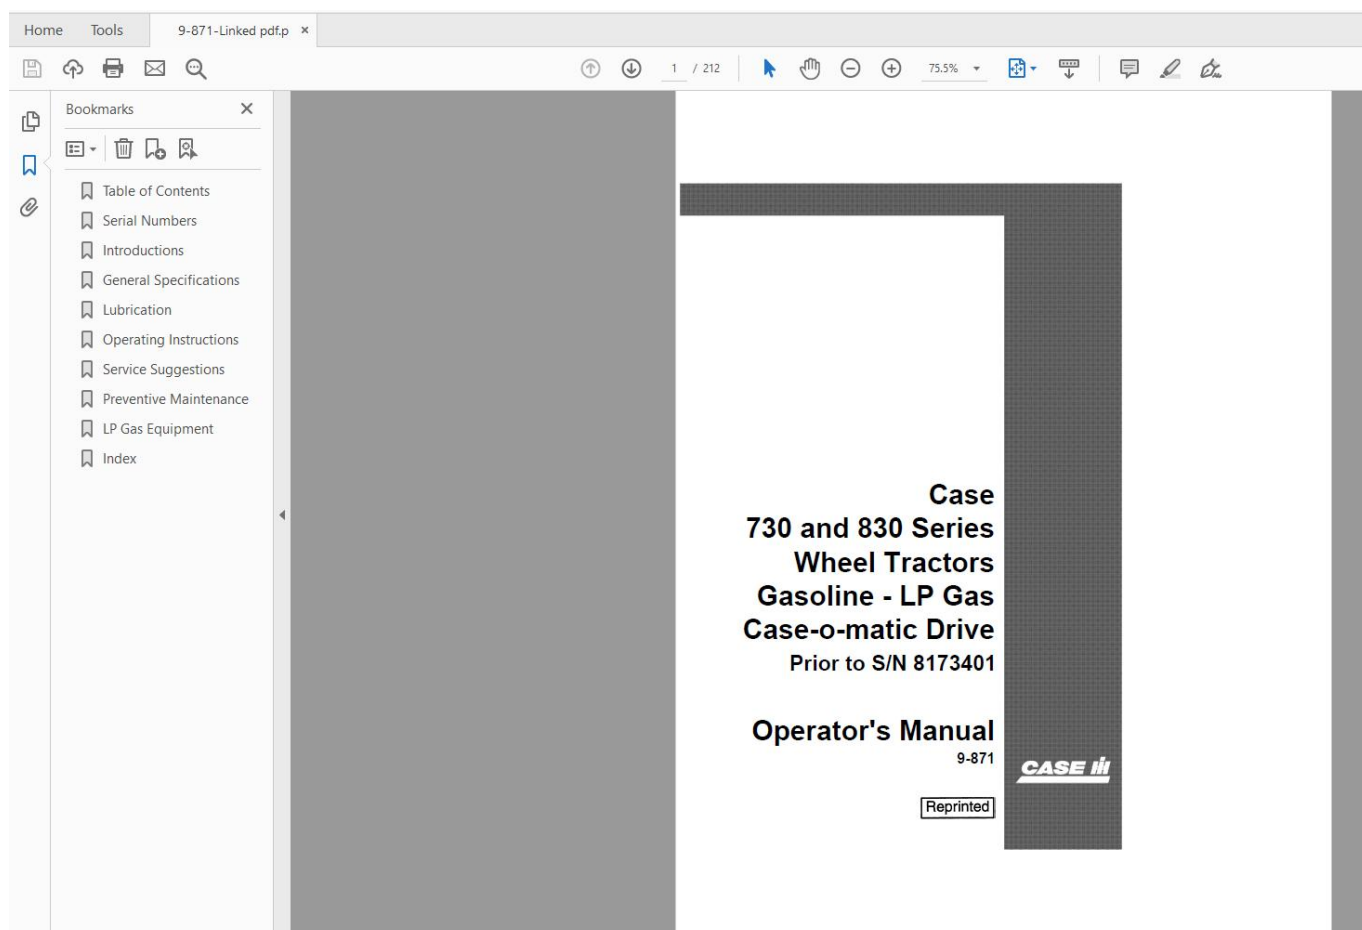 Home Tools 9-871-Linked pdf.p ×
1 / 212 75.5%
Bookmarks
Table of Contents
Serial Numbers
Introductions
General Specifications
Lubrication
Operating Instructions
Service Suggestions
Preventive Maintenance
LP Gas Equipment
Index
Case
730 and 830 Series
Wheel Tractors
Gasoline - LP Gas
Case-o-matic Drive
Prior to S/N 8173401
Operator's Manual
9-871
CASE IH
Reprinted